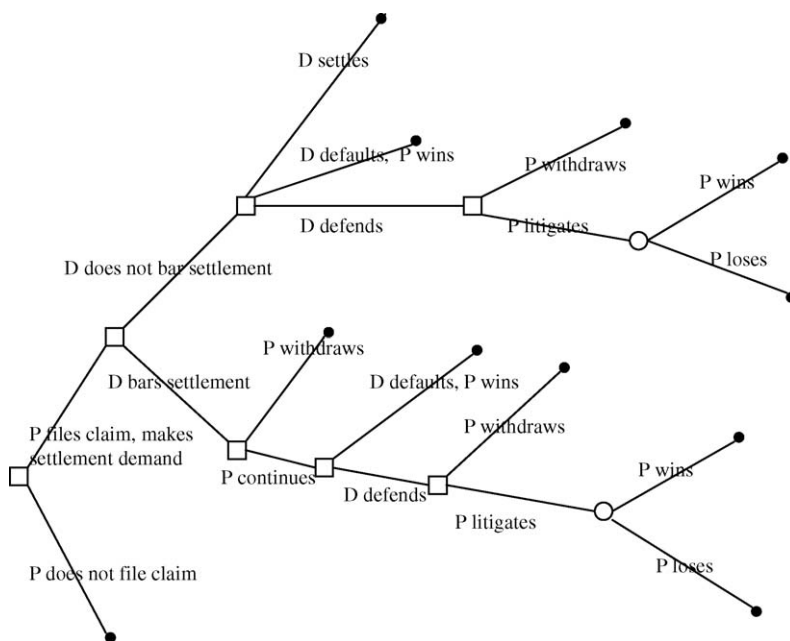 D settles
D defaults, P wins
P withdraws
P wins
D defends
P litigates
P loses
D does not bar settlement
P withdraws
D bars settlement
D defaults, P wins
P withdraws
P files claim, makes
settlement demand
P wins
P continues
D defends
P litigates
P loses
P does not file claim